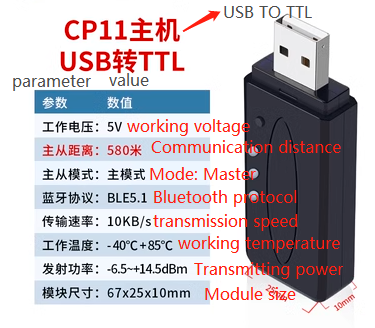 USB TO TTL
CP11主机
USB转TTL
parameter value
参数 数值
工作电压: 5V working voltage
主从距离: 580米 Communication distance
主从模式: 主模式 Mode: Master
蓝牙协议: BLE5.1 Bluetooth protocol
传输速率: 10KB/s transmission speed
工作温度: -40℃+85℃ working temperature
发射功率: -6.5~+14.5dBm Transmitting power
模块尺寸: 67x25x10mm Module size
25mm
10mm